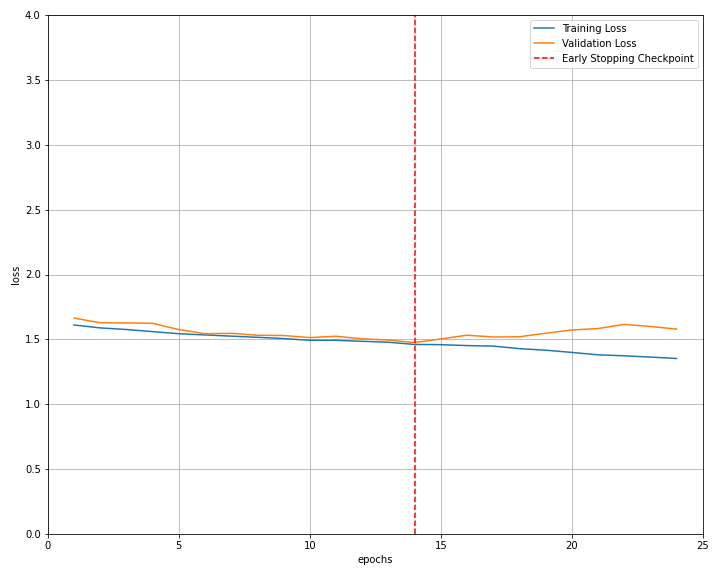 4.0
3.5
3.0
2.5
2.0
1.5
1.0
0.5
0.0
loss
0 5 10 15 20 25
epochs
Training Loss
Validation Loss
Early Stopping Checkpoint